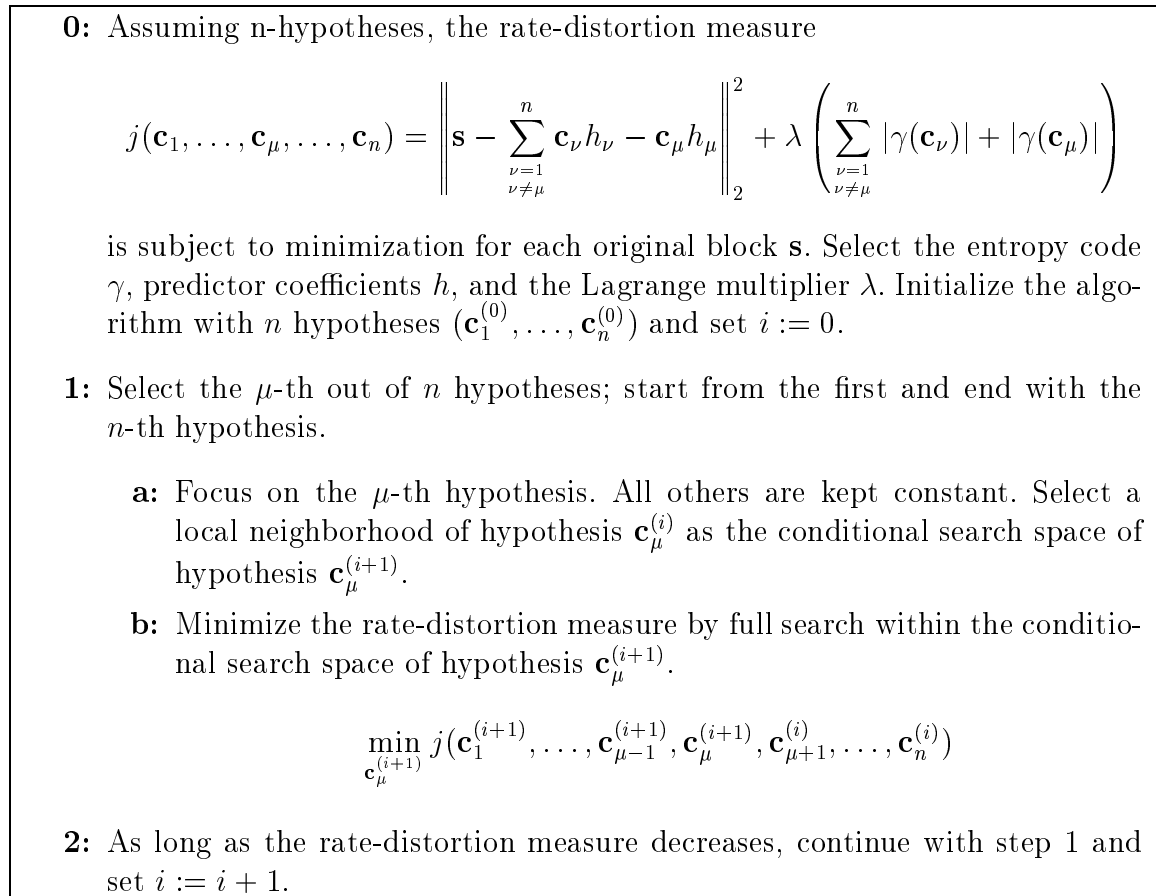 0: Assuming n-hypotheses, the rate-distortion measure
j(c_1, . . . , c_μ, . . . , c_n) = ‖ s − ∑_{ν=1, ν≠μ}^{n} c_ν h_ν − c_μ h_μ ‖_2^2 + λ ( ∑_{ν=1, ν≠μ}^{n} |γ(c_ν)| + |γ(c_μ)| )
is subject to minimization for each original block s. Select the entropy code
γ, predictor coefficients h, and the Lagrange multiplier λ. Initialize the algo-
rithm with n hypotheses (c_1^{(0)}, . . . , c_n^{(0)}) and set i := 0.
1: Select the μ-th out of n hypotheses; start from the first and end with the
n-th hypothesis.
a: Focus on the μ-th hypothesis. All others are kept constant. Select a
local neighborhood of hypothesis c_μ^{(i)} as the conditional search space of
hypothesis c_μ^{(i+1)}.
b: Minimize the rate-distortion measure by full search within the conditio-
nal search space of hypothesis c_μ^{(i+1)}.
min_{c_μ^{(i+1)}} j(c_1^{(i+1)}, . . . , c_{μ−1}^{(i+1)}, c_μ^{(i+1)}, c_{μ+1}^{(i)}, . . . , c_n^{(i)})
2: As long as the rate-distortion measure decreases, continue with step 1 and
set i := i + 1.